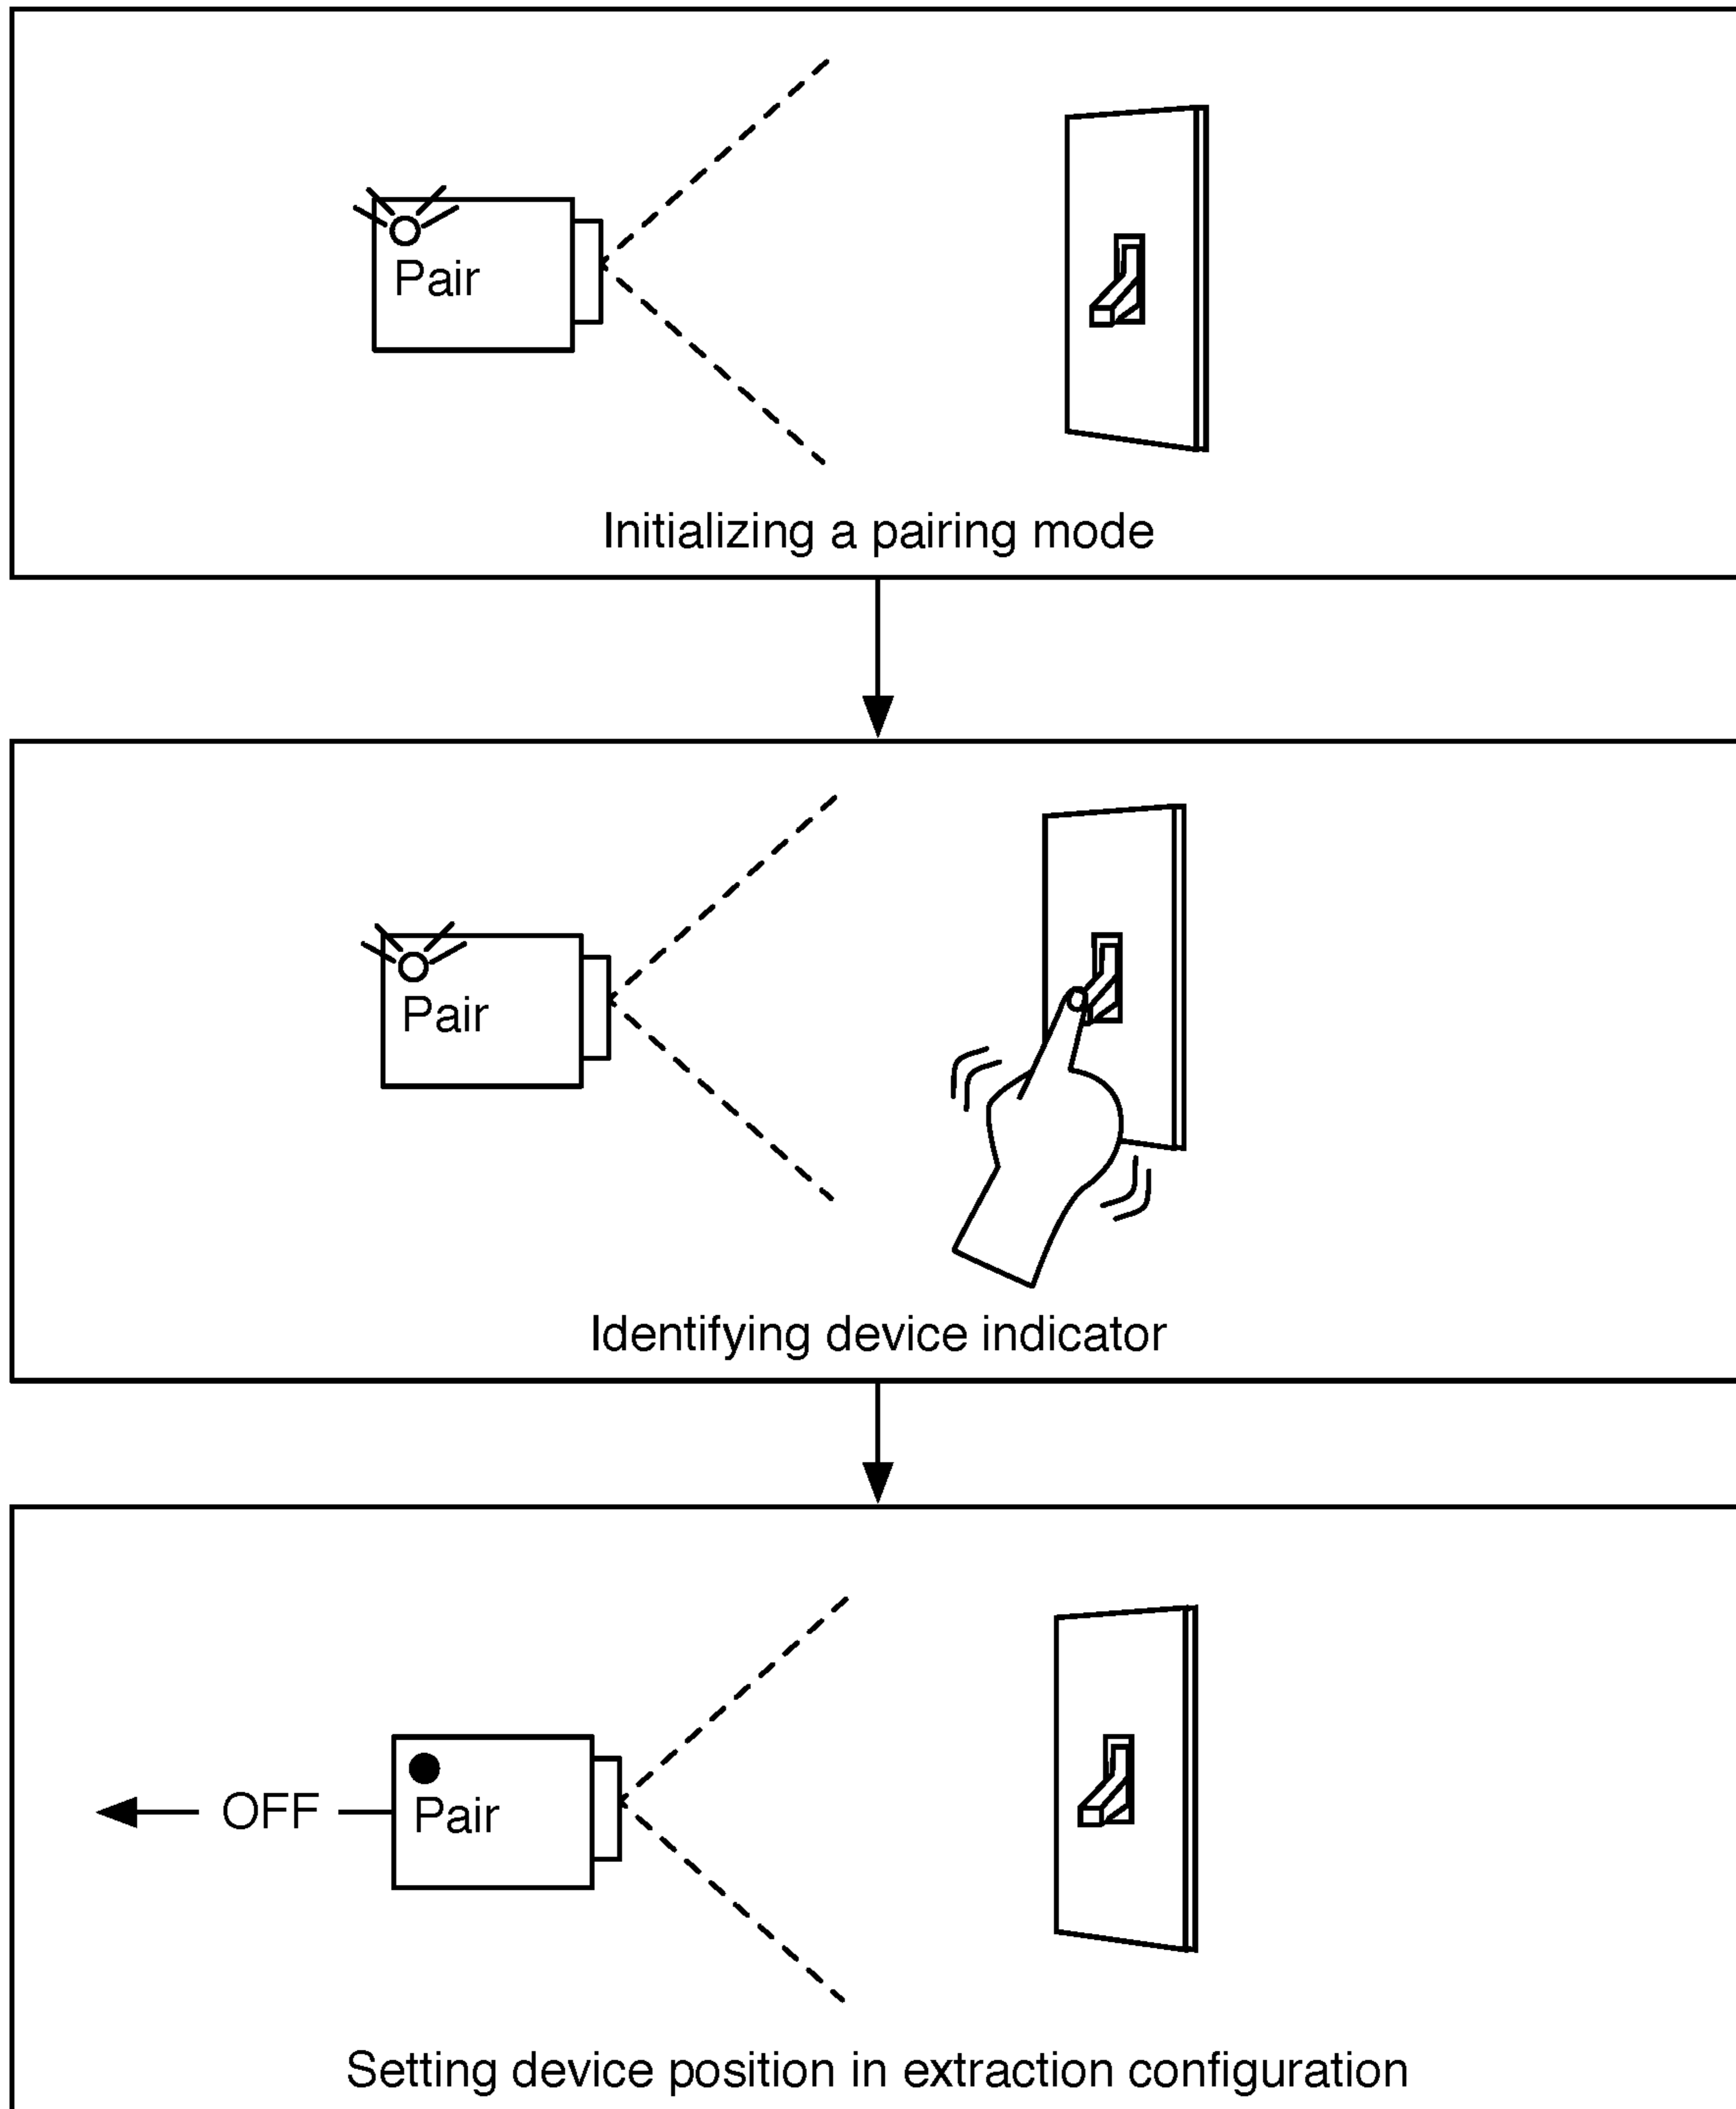 Pair
Initializing a pairing mode
Pair
Identifying device indicator
OFF
Pair
Setting device position in extraction configuration